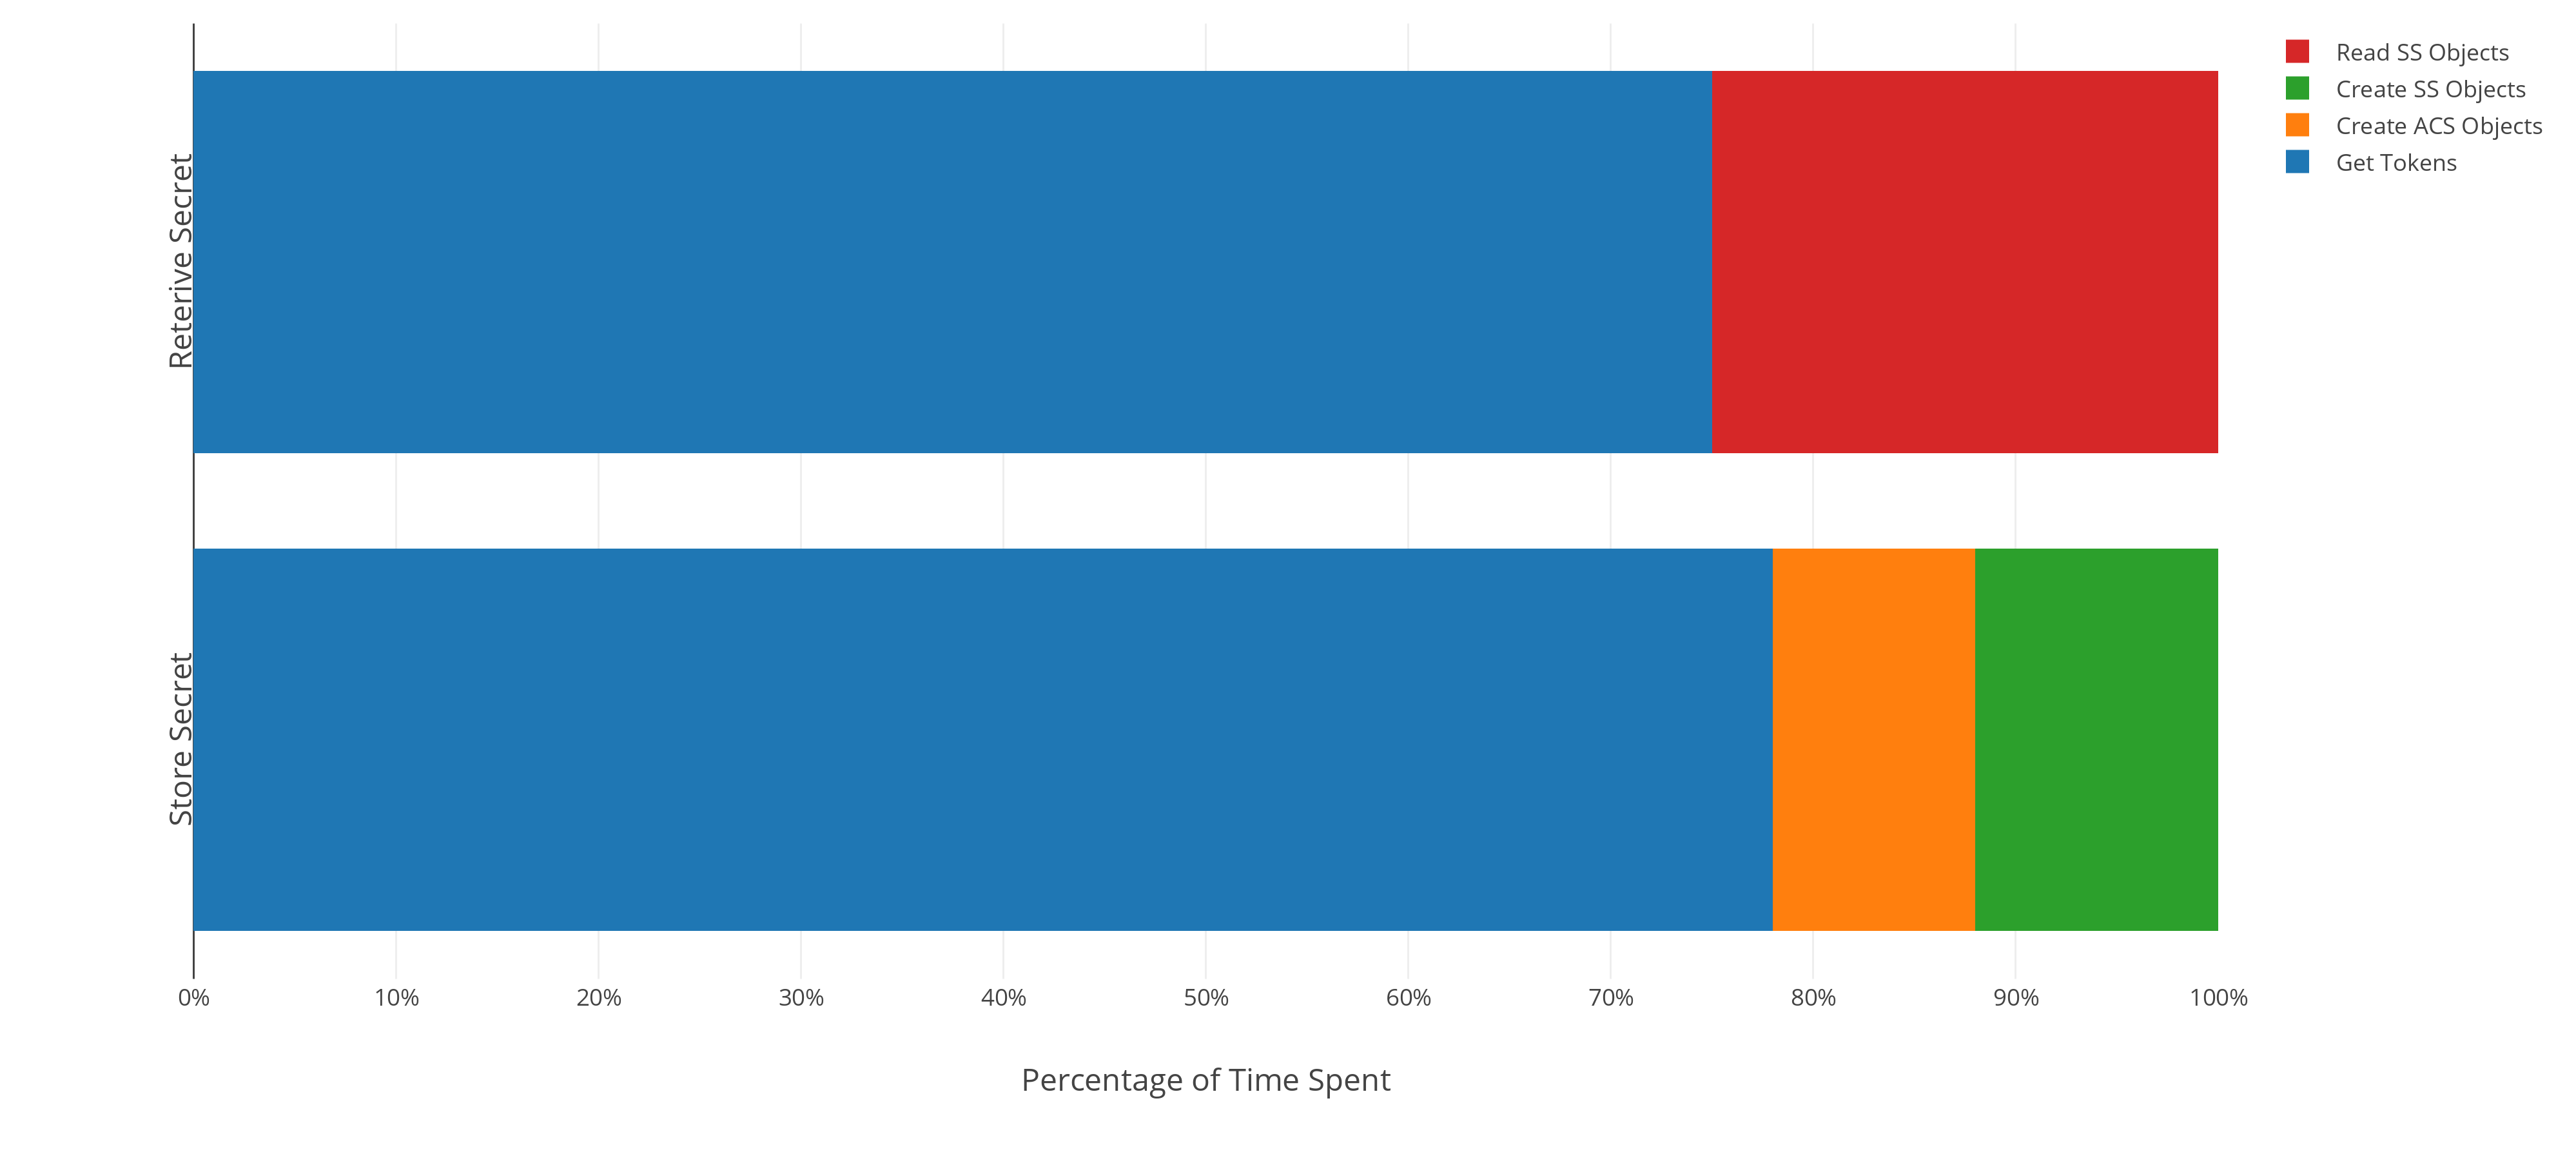 Read SS Objects
Create SS Objects
Create ACS Objects
Get Tokens
Reterive Secret
Store Secret
0% 10% 20% 30% 40% 50% 60% 70% 80% 90% 100%
Percentage of Time Spent